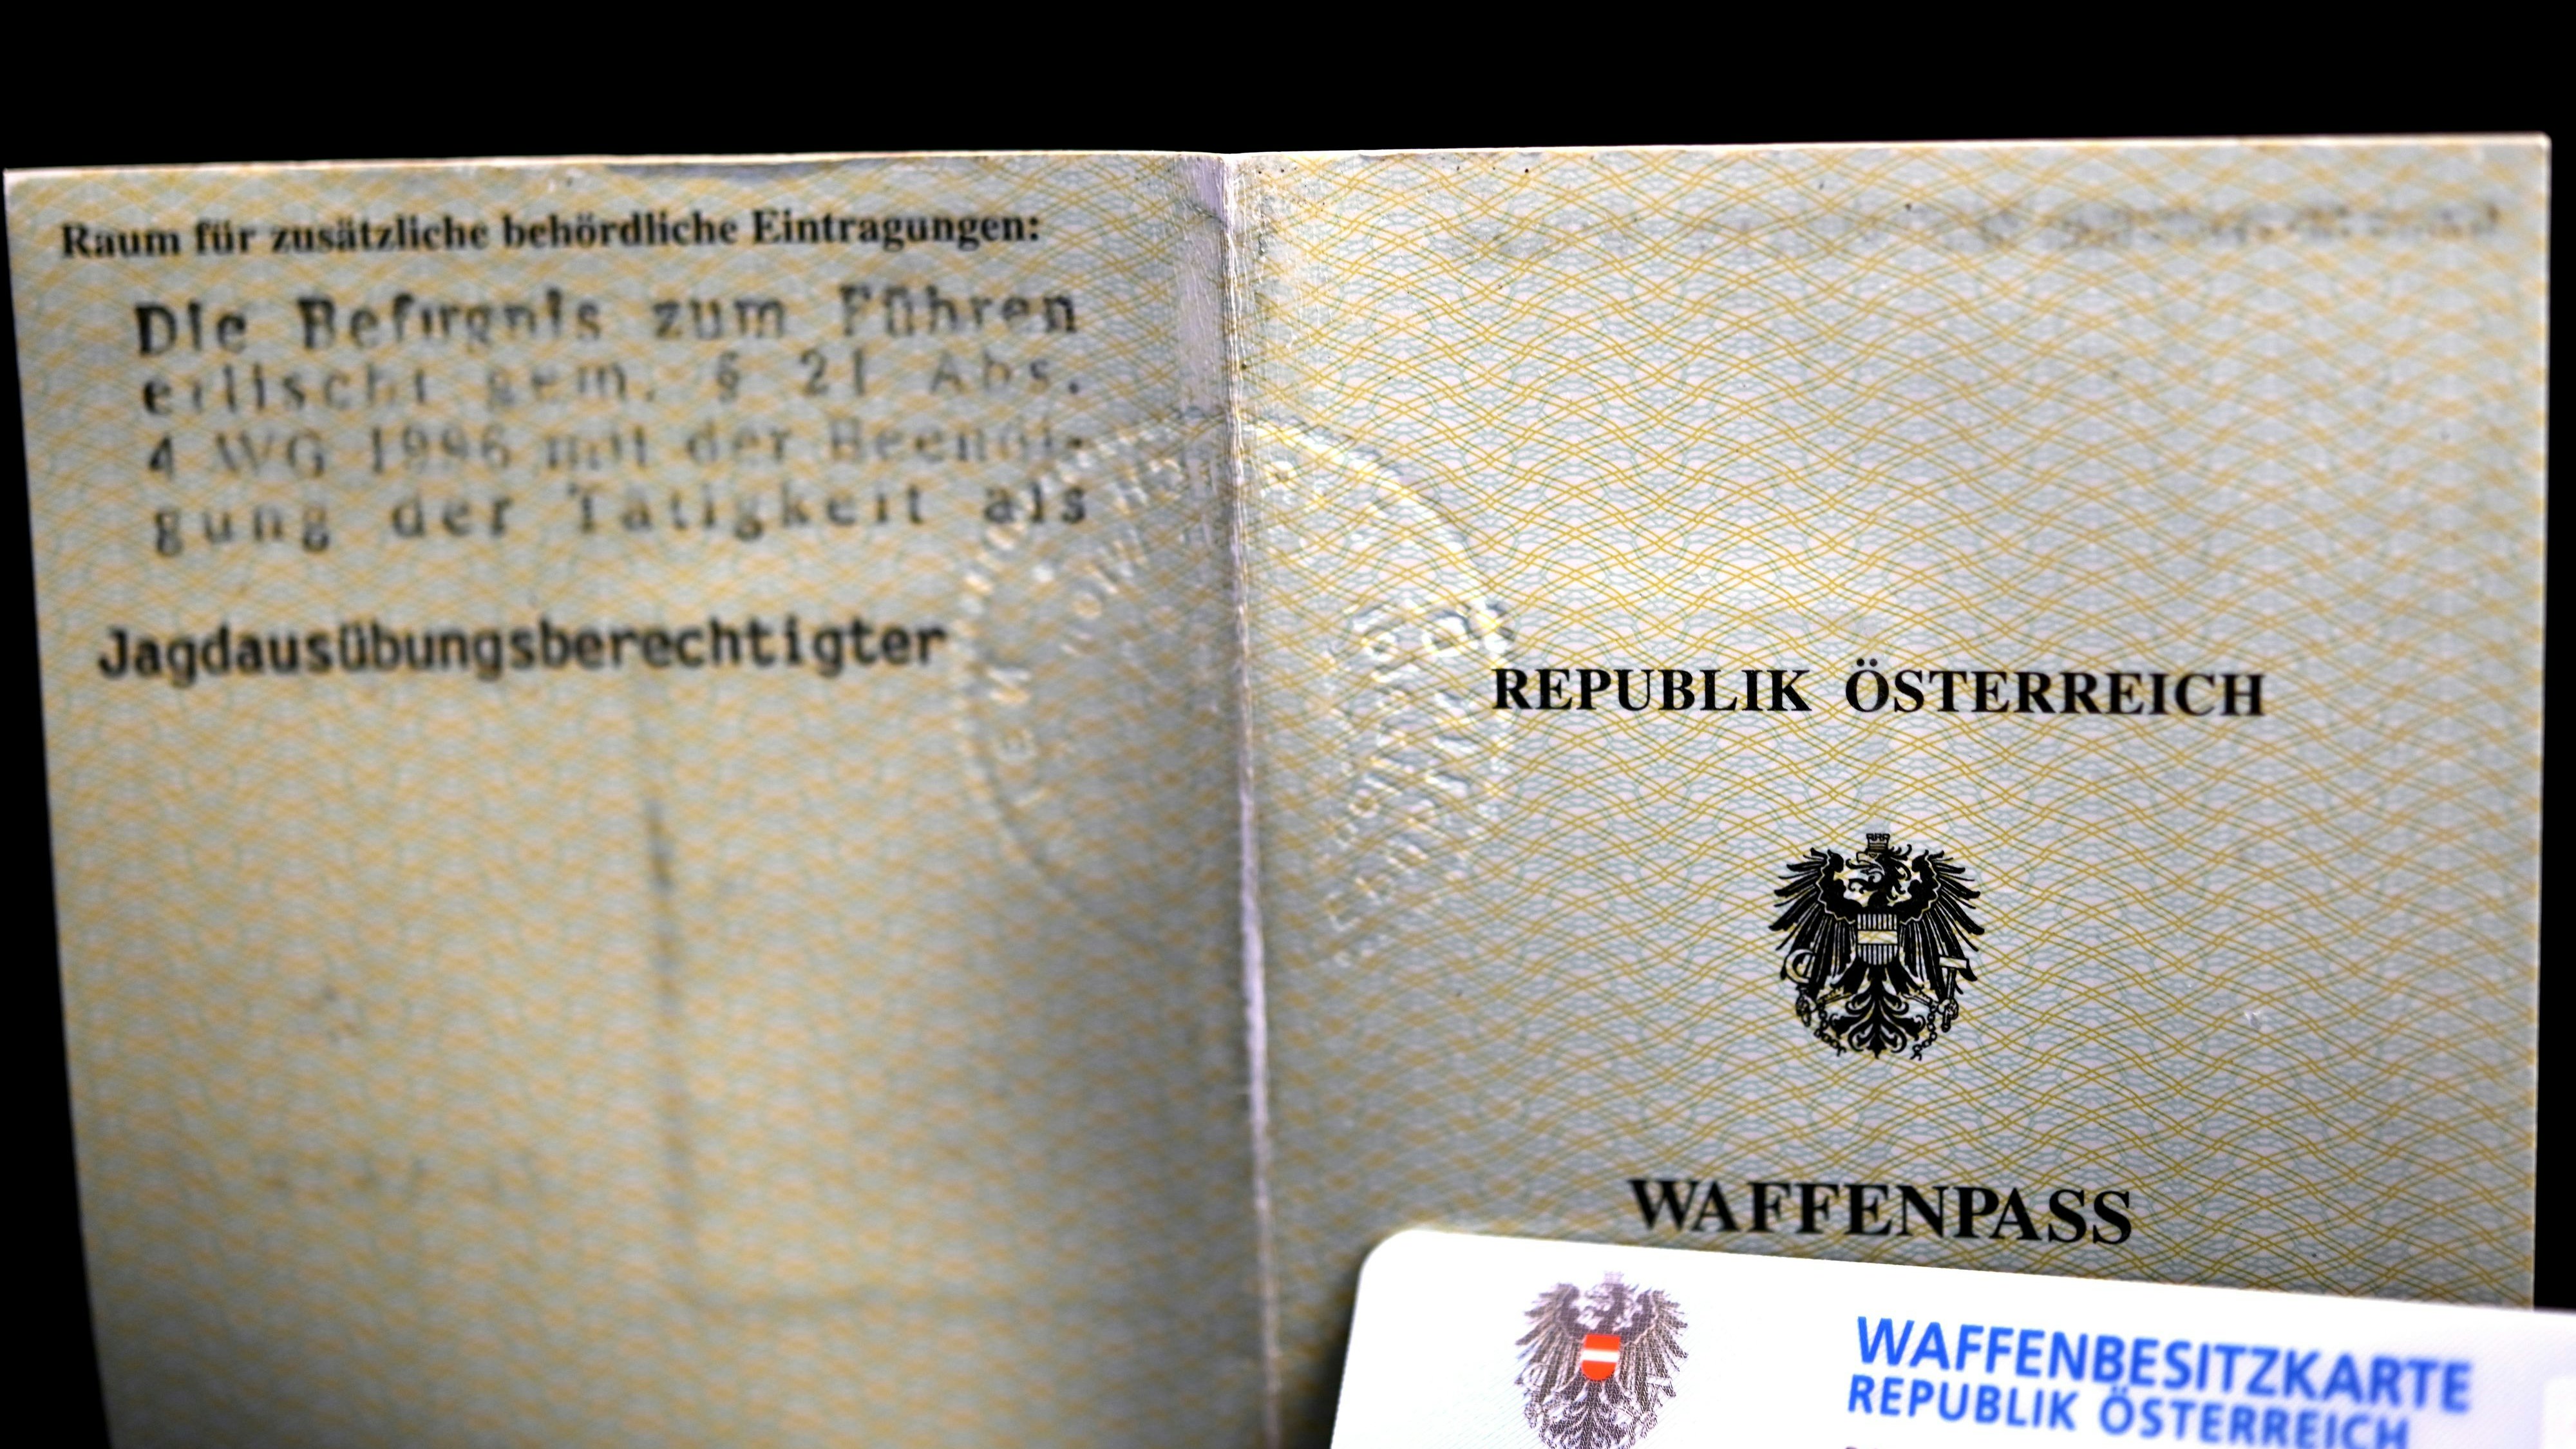 Raum für zusätzliche behördliche Eintragungen:
Die Befugnis zum Führen
erlischt gem. § 21 Abs.
4 WG 1996 mit der Beendi-
gung der Tätigkeit als
Jagdausübungsberechtigter
REPUBLIK ÖSTERREICH
WAFFENPASS
WAFFENBESITZKARTE
REPUBLIK ÖSTERREICH